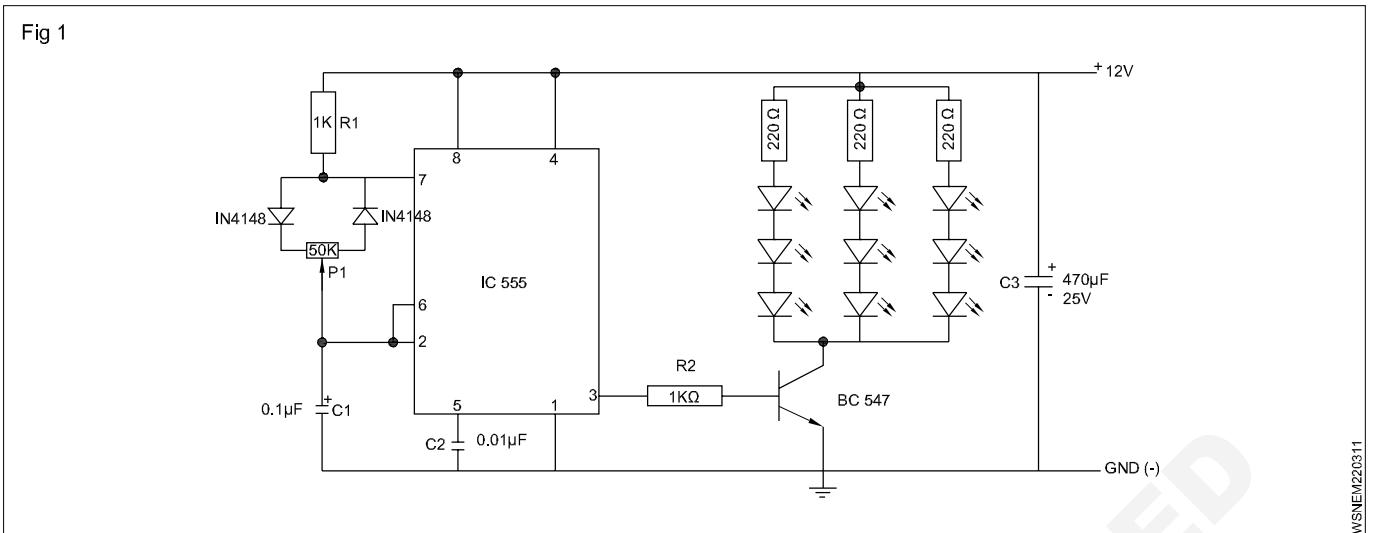 Fig 1
+ 12V
1K R1
220 Ω
220 Ω
220 Ω
8
4
7
IN4148
IN4148
50K
P1
IC 555
6
2
C3
+
470µF
-
25V
R2
3
1KΩ
BC 547
0.1µF
+
C1
5
1
C2
0.01µF
GND (-)
WSNEM220311
ED